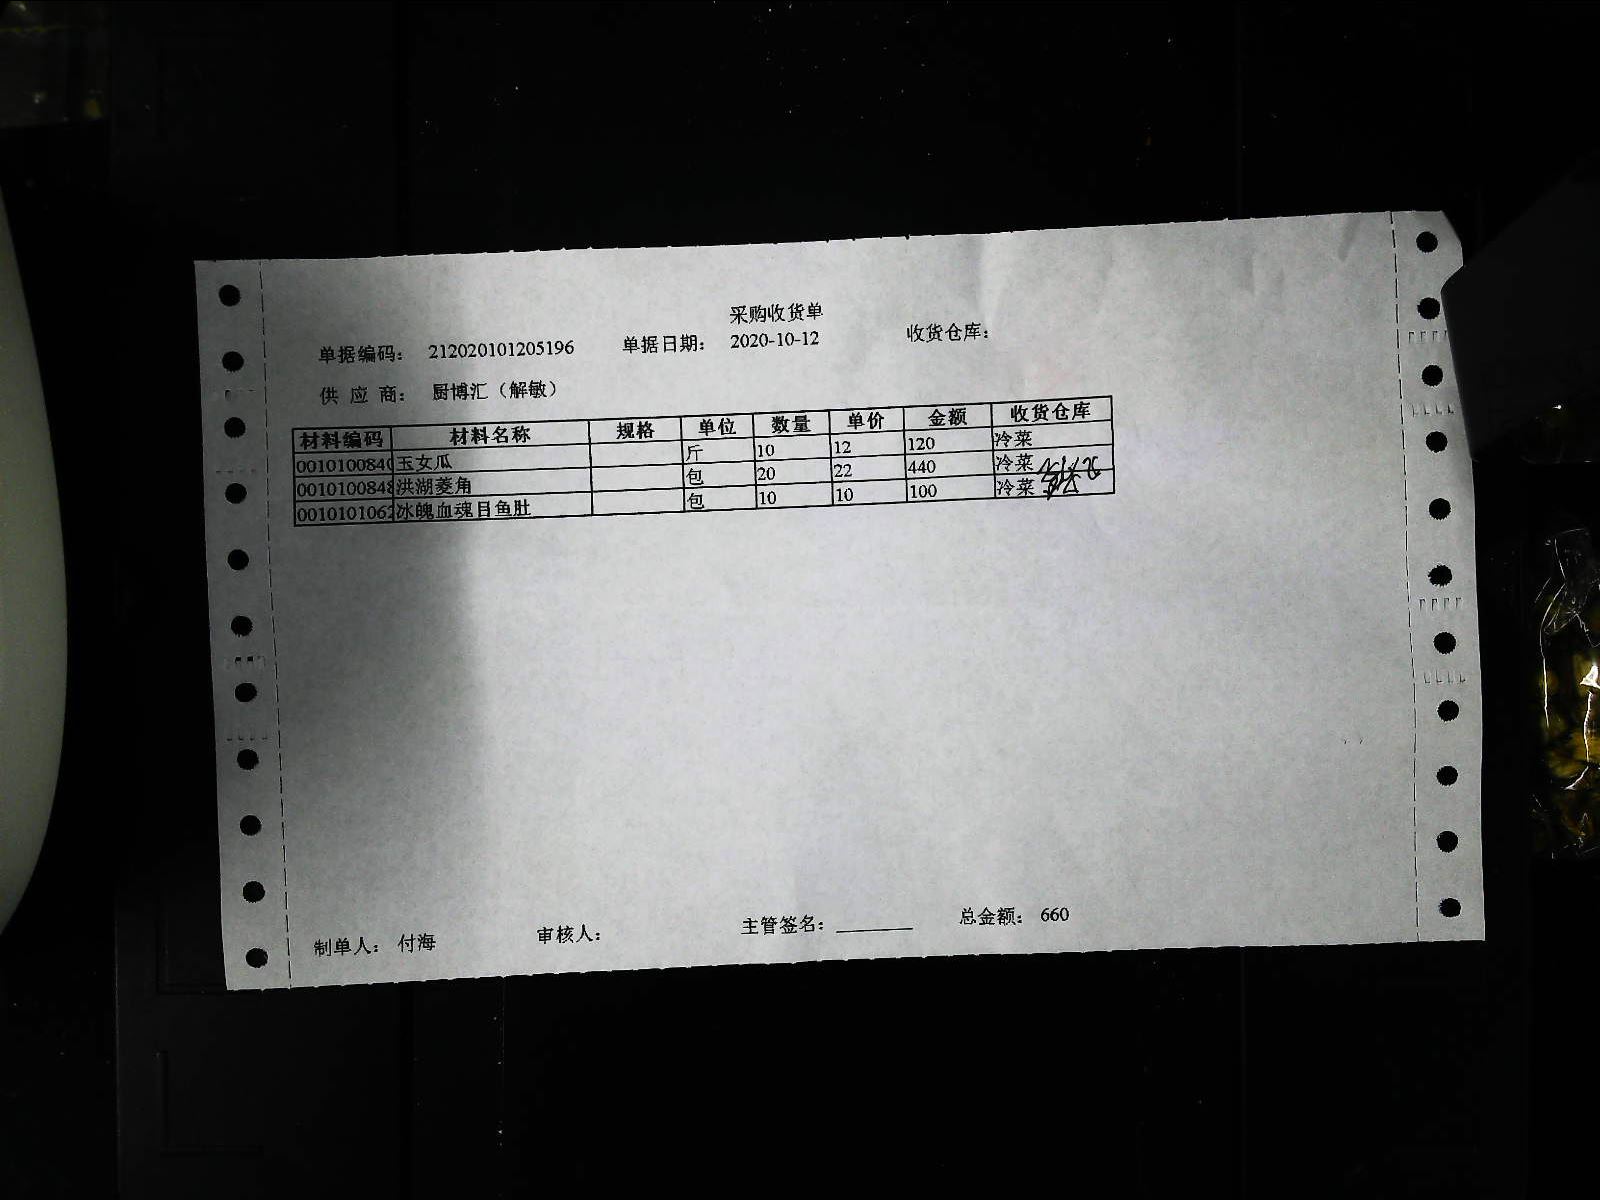 采购收货单
单据编码： 212020101205196 单据日期： 2020-10-12 收货仓库：
供 应 商： 厨博汇（解敏）
材料编码 材料名称 规格 单位 数量 单价 金额 收货仓库
001010084 玉女瓜 斤 10 12 120 冷菜
001010084 洪湖菱角 包 20 22 440 冷菜
001010106 冰魄血魂目鱼肚 包 10 10 100 冷菜
制单人： 付海 审核人： 主管签名： 总金额： 660